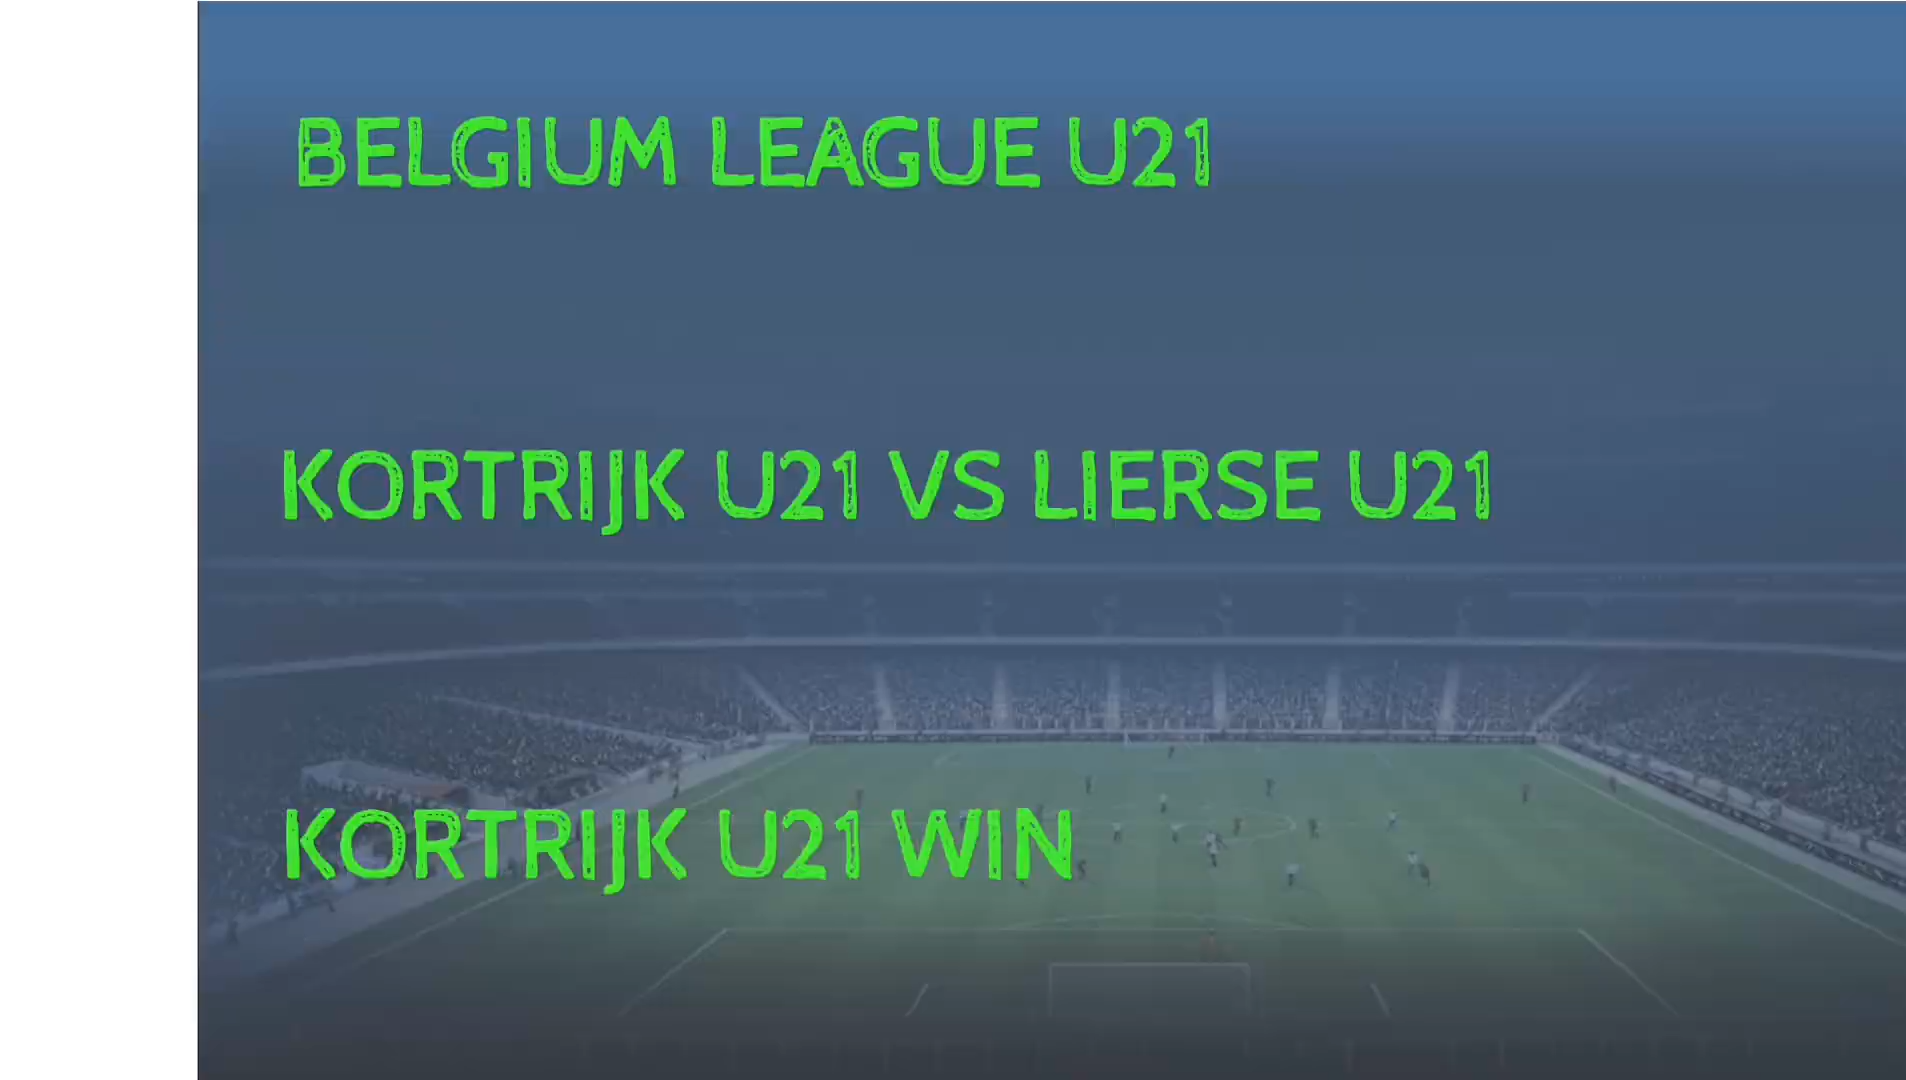 BELGIUM LEAGUE U21
KORTRIJK U21 VS LIERSE U21
KORTRIJK U21 WIN